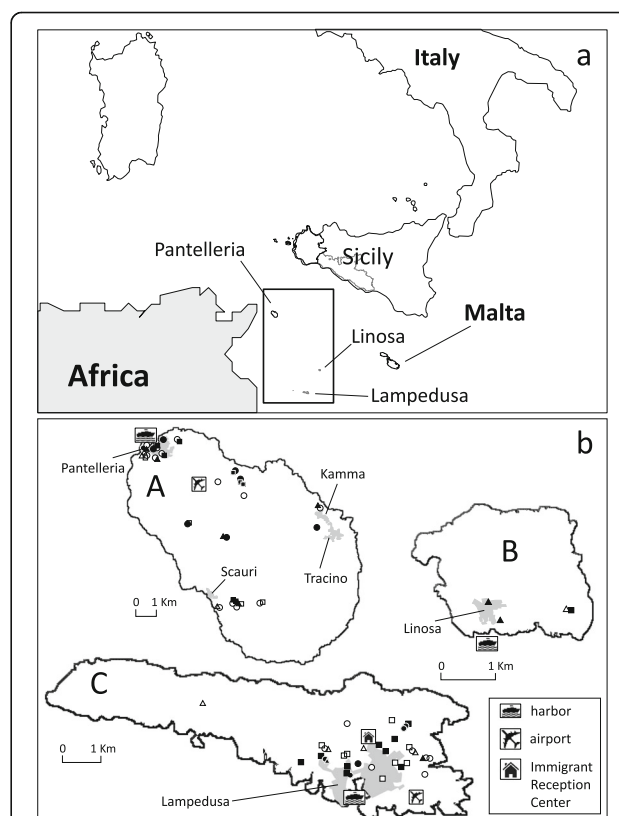 a
Italy
Pantelleria
Sicily
Malta
Linosa
Africa
Lampedusa
b
Pantelleria
A
Kamma
Tracino
Scauri
0 1 Km
B
Linosa
0 1 Km
C
0 1 Km
Lampedusa
harbor
airport
Immigrant
Reception
Center